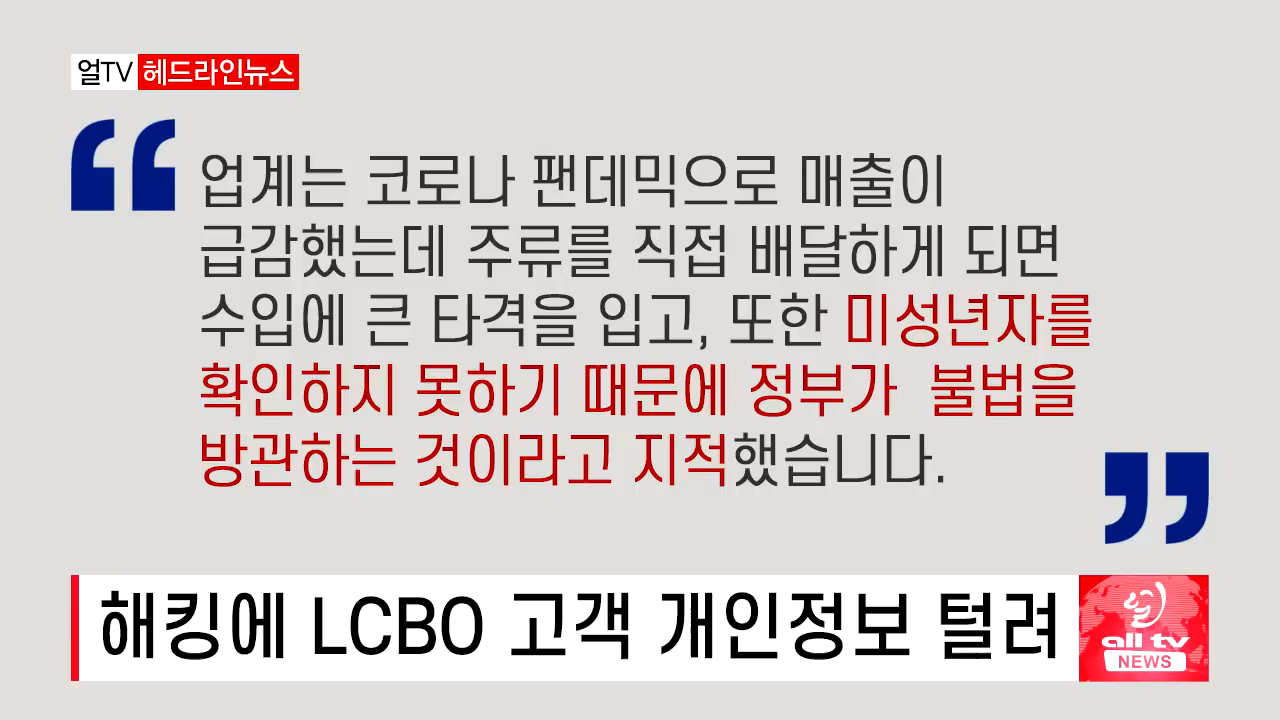 얼TV 헤드라인뉴스
업계는 코로나 팬데믹으로 매출이
급감했는데 주류를 직접 배달하게 되면
수입에 큰 타격을 입고, 또한 미성년자를
확인하지 못하기 때문에 정부가 불법을
방관하는 것이라고 지적했습니다.
해킹에 LCBO 고객 개인정보 털려
all tv
NEWS